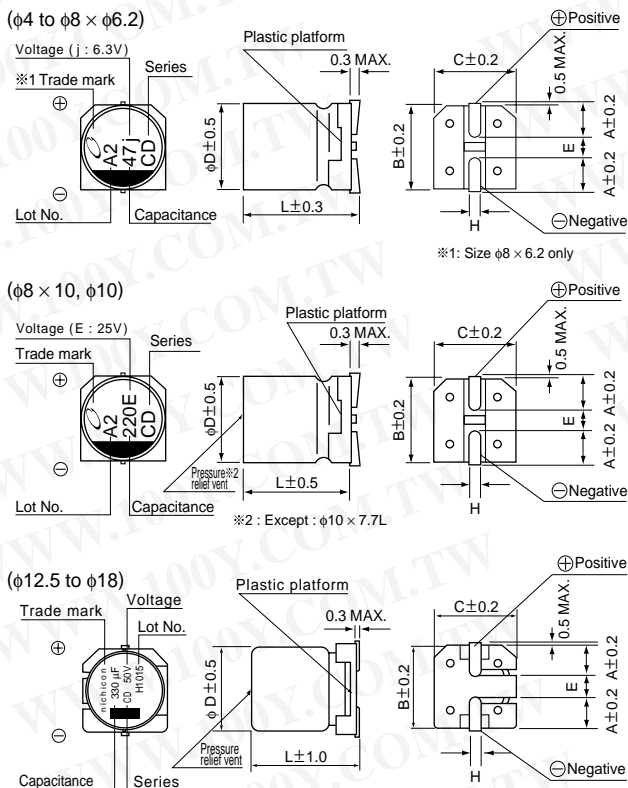 (ϕ4 to ϕ8 × ϕ6.2)
Voltage (j : 6.3V)
Series
※1 Trade mark
⊕
⊖
A2
47j
CD
Lot No.
Capacitance
Plastic platform
0.3 MAX.
ϕD±0.5
L±0.3
⊕Positive
C±0.2
0.5 MAX.
B±0.2
A±0.2
E
A±0.2
H
⊖Negative
※1: Size ϕ8 × 6.2 only
(ϕ8 × 10, ϕ10)
Voltage (E : 25V)
Series
Trade mark
⊕
⊖
A2
220E
CD
Lot No.
Capacitance
Plastic platform
0.3 MAX.
ϕD±0.5
Pressure※2
relief vent
L±0.5
※2 : Except : ϕ10 × 7.7L
⊕Positive
C±0.2
0.5 MAX.
B±0.2
A±0.2
E
A±0.2
H
⊖Negative
(ϕ12.5 to ϕ18)
Trade mark
Voltage
Lot No.
⊕
⊖
nichicon
330 µF
CD 50V
H1015
Capacitance
Series
Plastic platform
0.3 MAX.
ϕD±0.5
Pressure
relief vent
L±1.0
⊕Positive
C±0.2
0.5 MAX.
B±0.2
A±0.2
E
A±0.2
H
⊖Negative
WWW.100Y.COM.TW